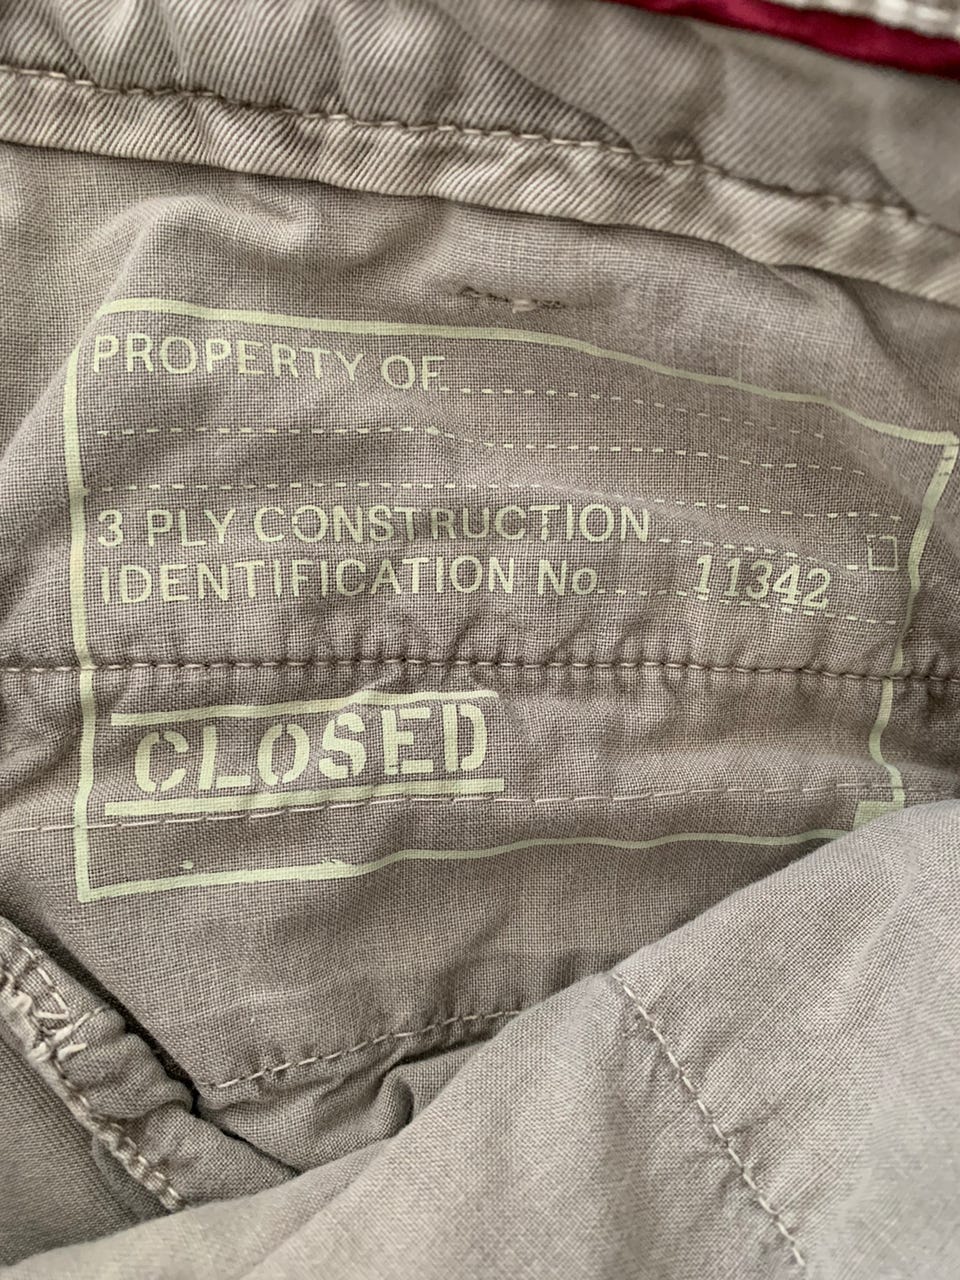 PROPERTY OF
3 PLY CONSTRUCTION
IDENTIFICATION No 11342
CLOSED